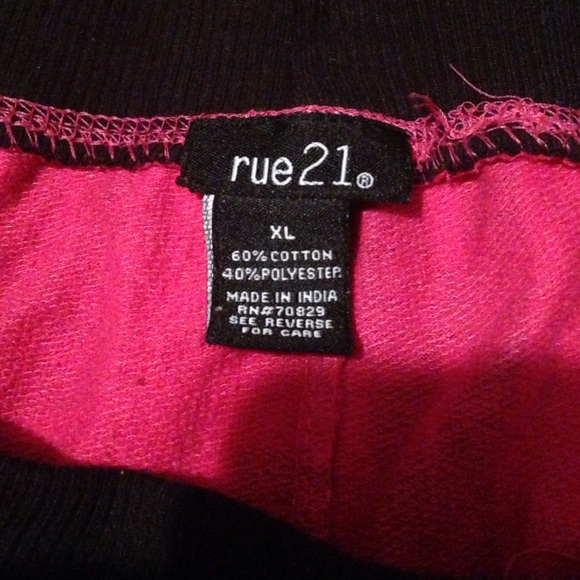 rue21®
XL
60% COTTON
40% POLYESTER
MADE IN INDIA
RN#70829
SEE REVERSE
FOR CARE